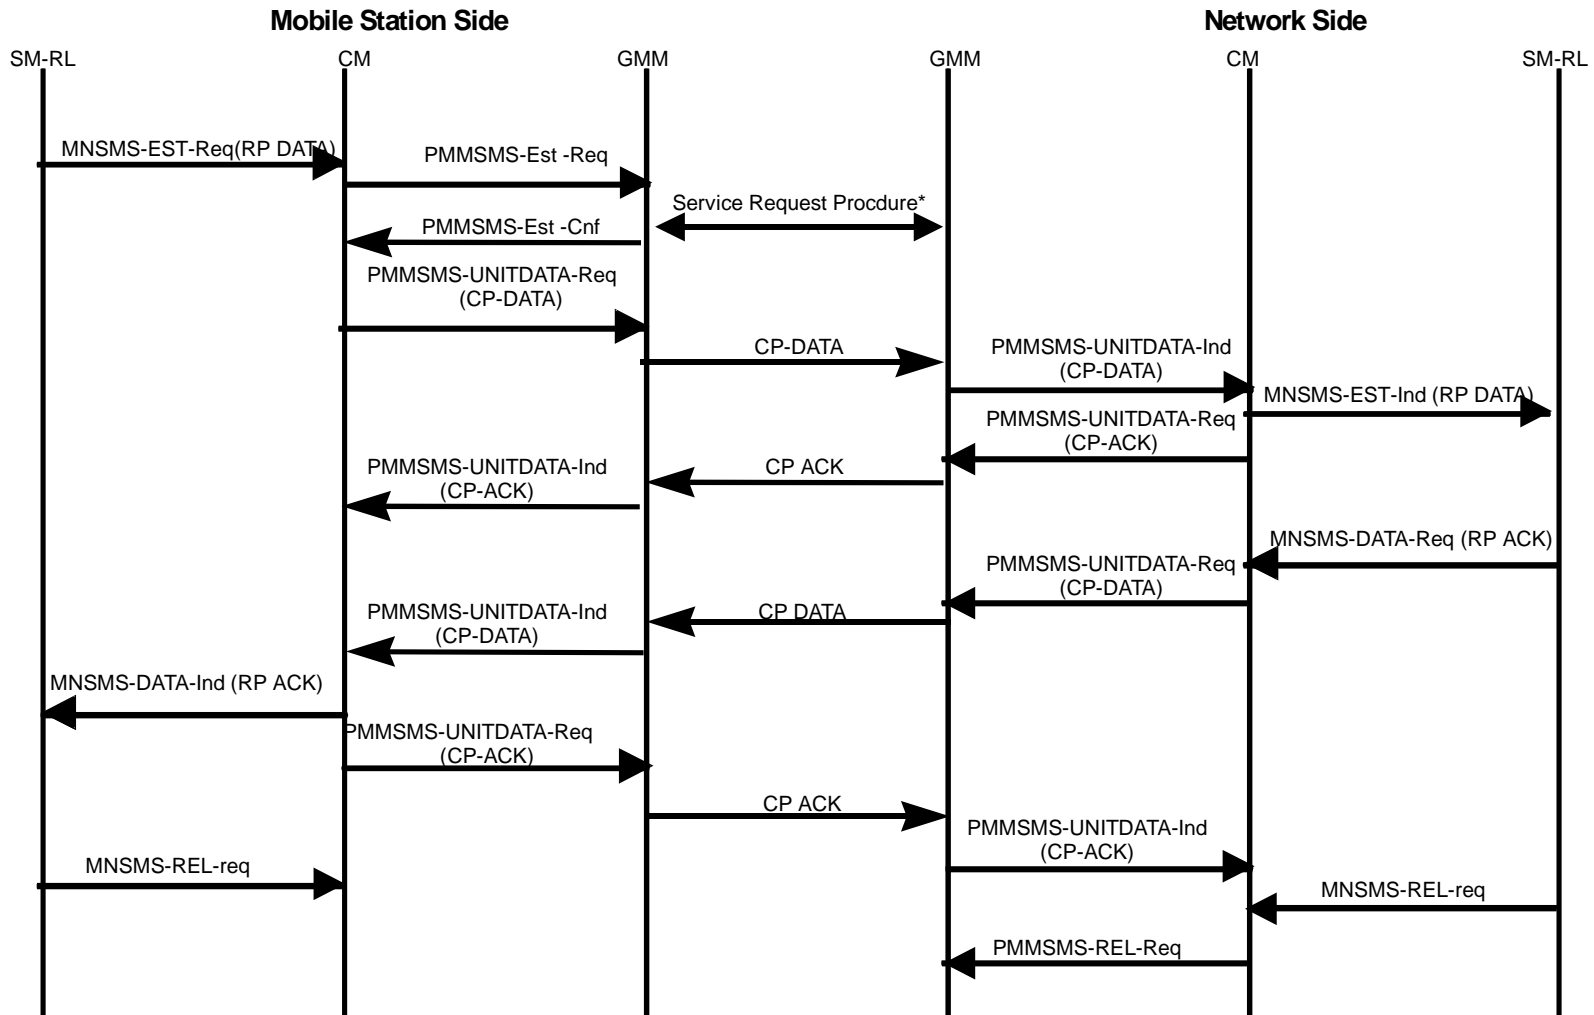 Mobile Station Side
Network Side
SM-RL
CM
GMM
GMM
CM
SM-RL
MNSMS-EST-Req(RP DATA)
PMMSMS-Est -Req
Service Request Procdure*
PMMSMS-Est -Cnf
PMMSMS-UNITDATA-Req
(CP-DATA)
CP-DATA
PMMSMS-UNITDATA-Ind
(CP-DATA)
MNSMS-EST-Ind (RP DATA)
PMMSMS-UNITDATA-Req
(CP-ACK)
CP ACK
PMMSMS-UNITDATA-Ind
(CP-ACK)
MNSMS-DATA-Req (RP ACK)
PMMSMS-UNITDATA-Req
(CP-DATA)
CP DATA
PMMSMS-UNITDATA-Ind
(CP-DATA)
MNSMS-DATA-Ind (RP ACK)
PMMSMS-UNITDATA-Req
(CP-ACK)
CP ACK
PMMSMS-UNITDATA-Ind
(CP-ACK)
MNSMS-REL-req
MNSMS-REL-req
PMMSMS-REL-Req